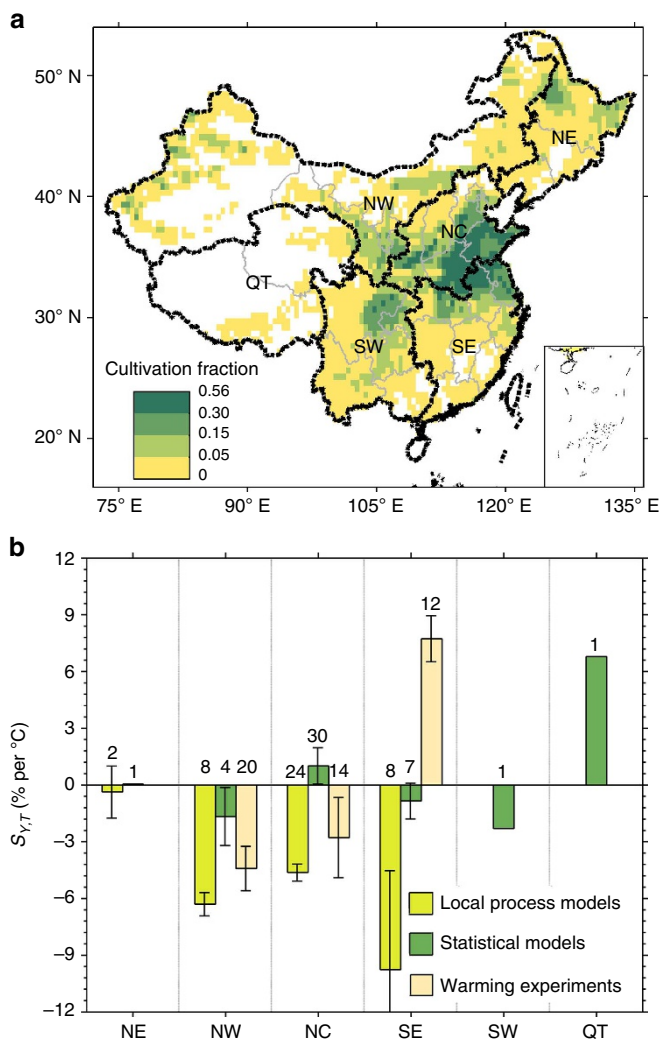 a
50° N
40° N
30° N
20° N
NE
NW
NC
QT
SW
SE
Cultivation fraction
0.56
0.30
0.15
0.05
0
75° E
90° E
105° E
120° E
135° E
b
12
9
6
3
0
−3
−6
−9
−12
S_{Y,T} (% per °C)
2
1
8
4
20
24
30
14
8
7
12
1
1
Local process models
Statistical models
Warming experiments
NE
NW
NC
SE
SW
QT